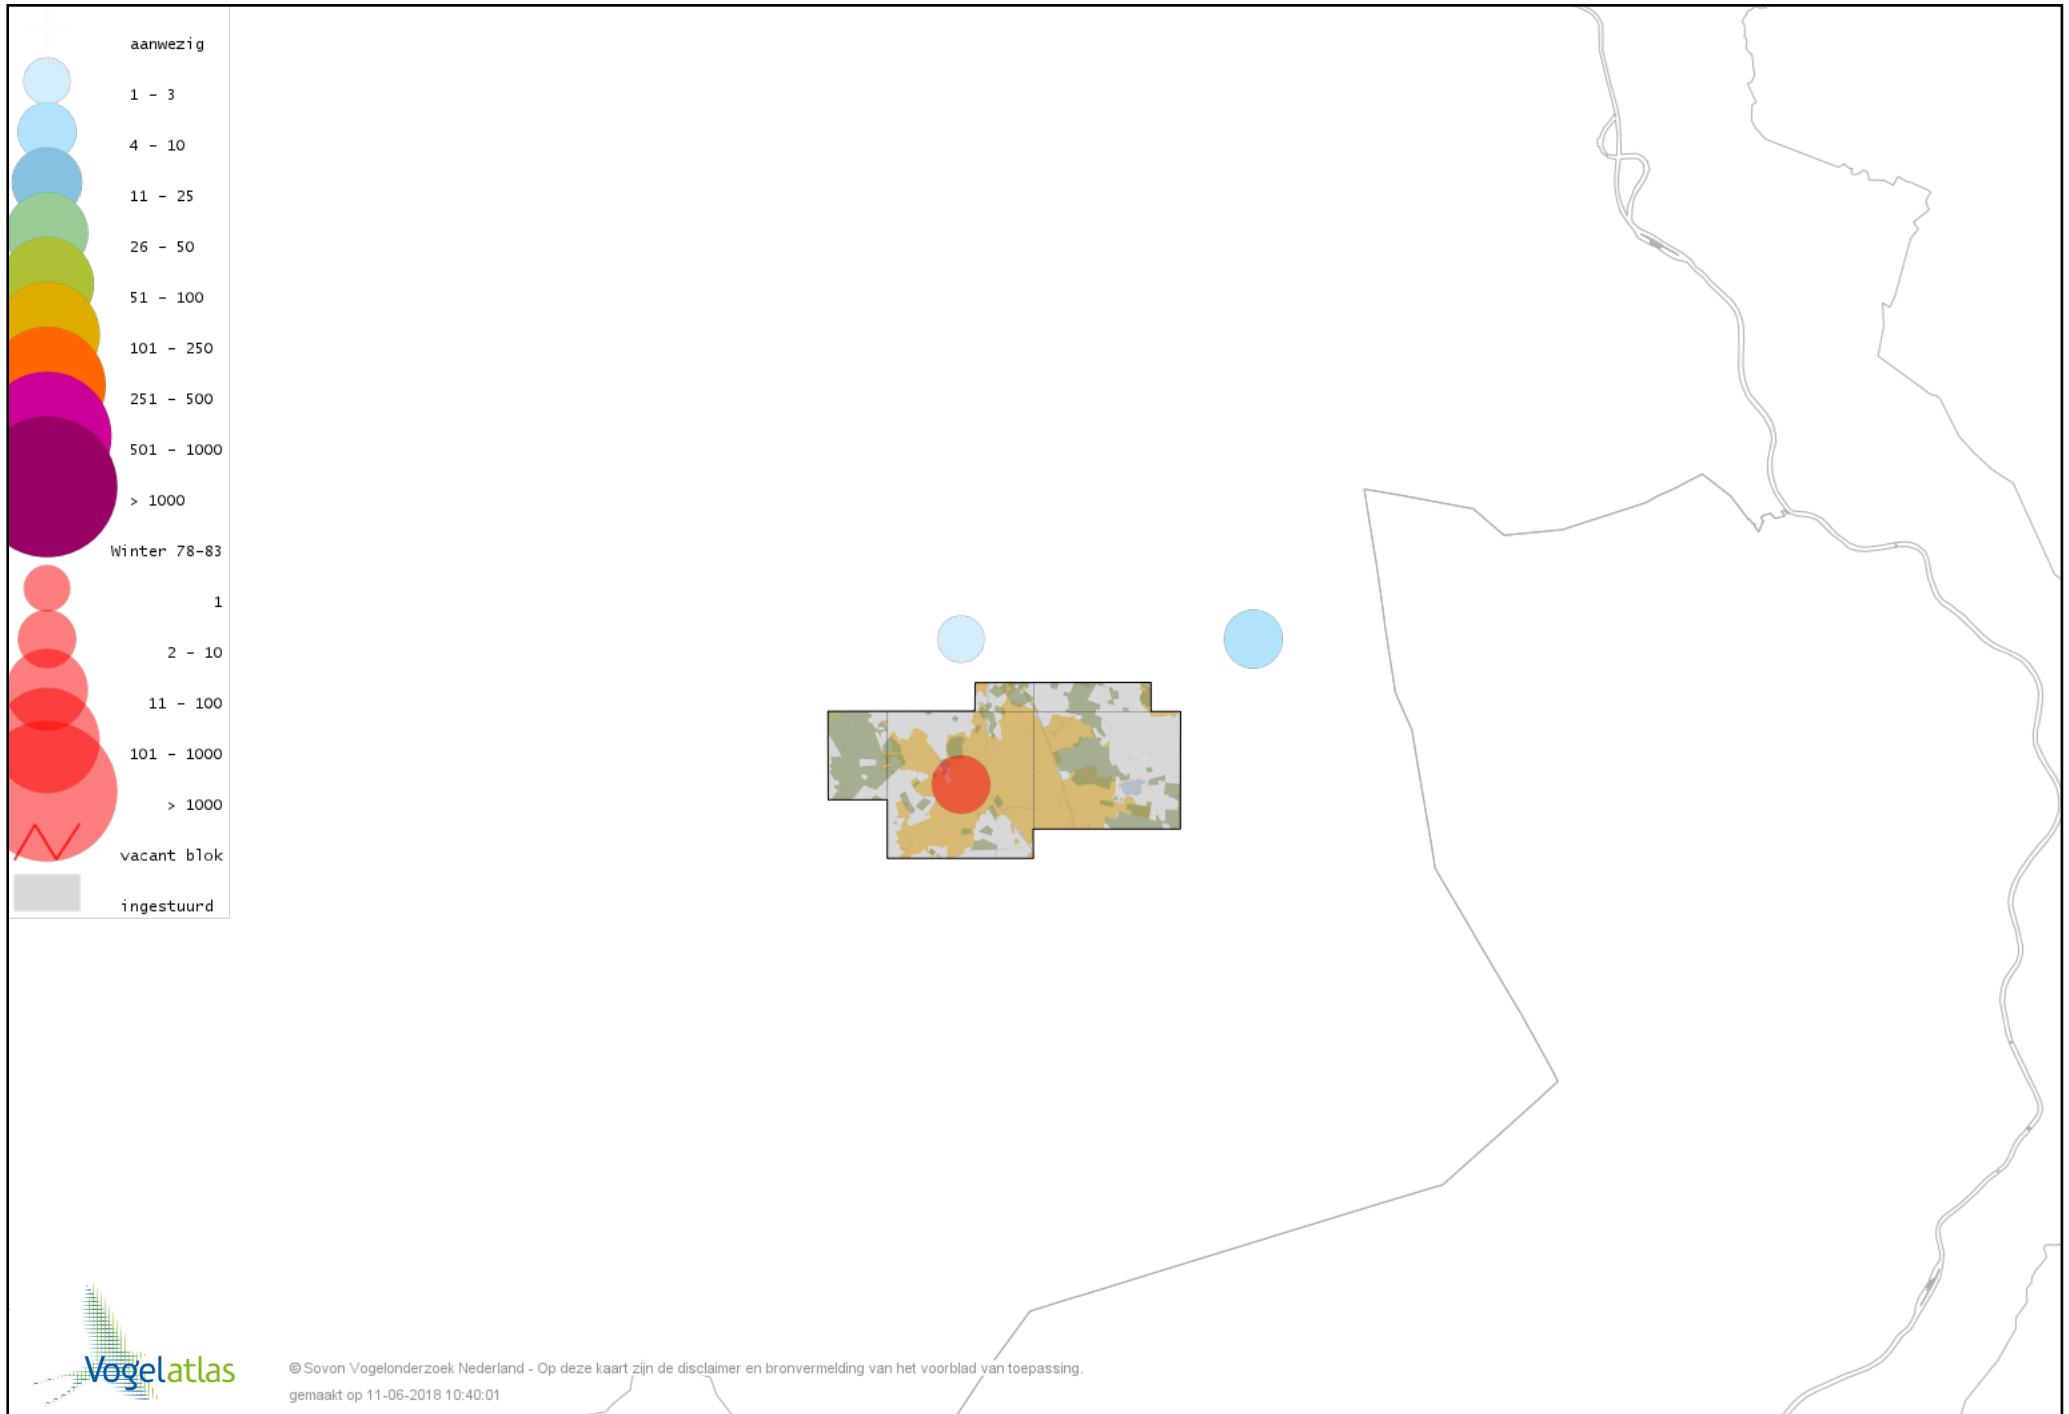 aanwezig
1 - 3
4 - 10
11 - 25
26 - 50
51 - 100
101 - 250
251 - 500
501 - 1000
> 1000
Winter 78-83
1
2 - 10
11 - 100
101 - 1000
> 1000
vacant blok
ingestuurd
Vogelatlas
© Sovon Vogelonderzoek Nederland - Op deze kaart zijn de disclaimer en bronvermelding van het voorblad van toepassing.
gemaakt op 11-06-2018 10:40:01